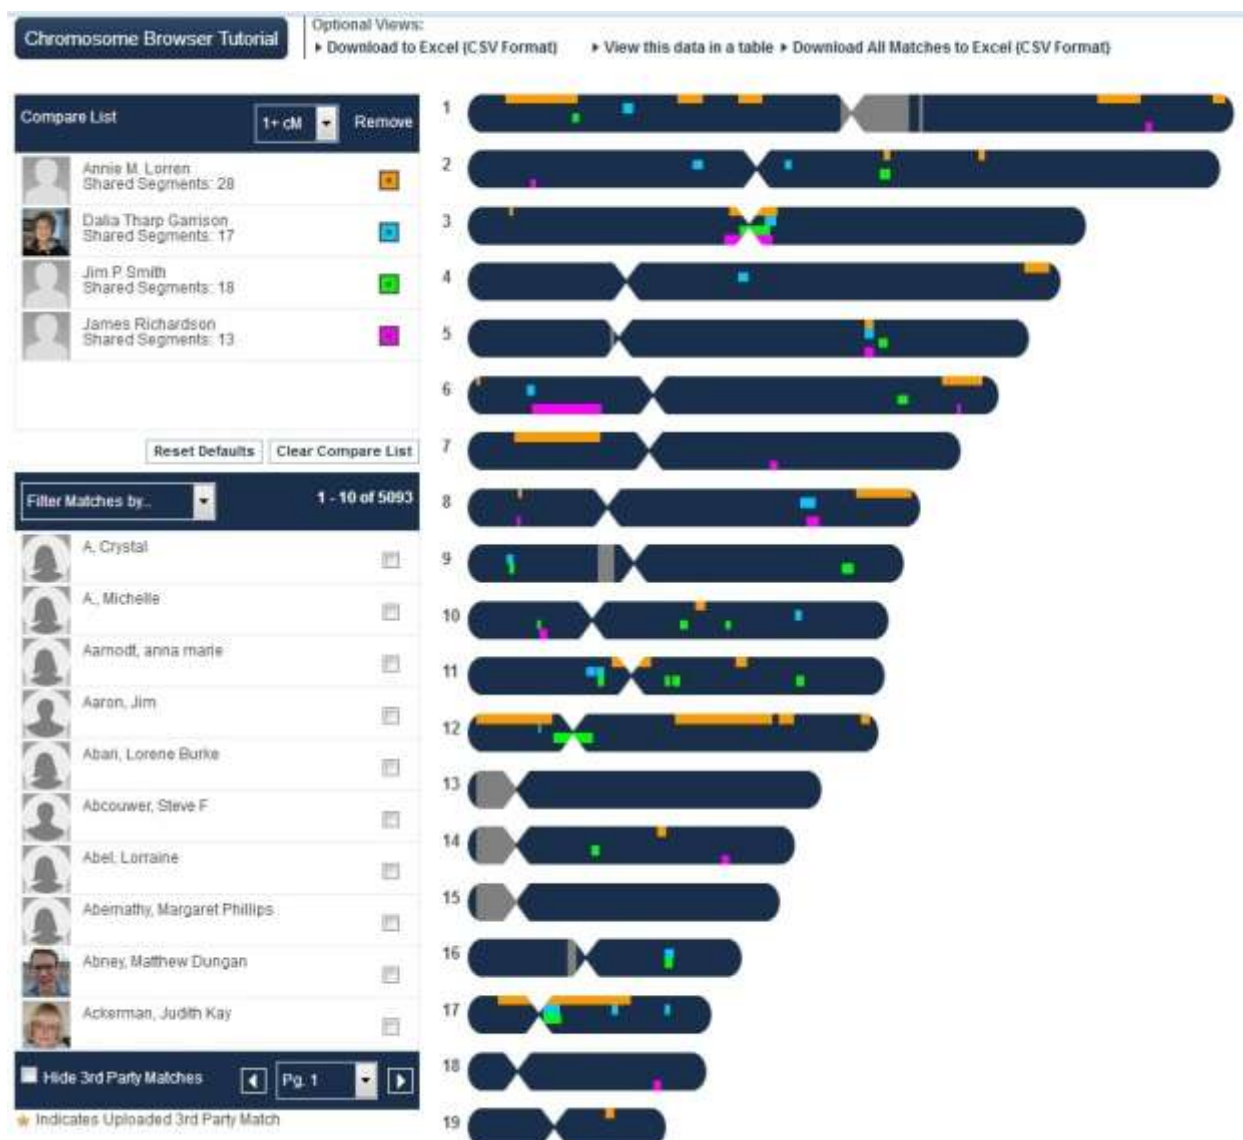 Chromosome Browser Tutorial
Optional Views:
Download to Excel (CSV Format)
View this data in a table
Download All Matches to Excel (CSV Format)
Compare List
1+ cM
Remove
Annie M. Lorren
Shared Segments: 28
Dalia Tharp Garrison
Shared Segments: 17
Jim P. Smith
Shared Segments: 18
James Richardson
Shared Segments: 13
Reset Defaults
Clear Compare List
Filter Matches by...
1 - 10 of 5093
A, Crystal
A., Michelle
Aamodt, anna marie
Aaron, Jim
Abari, Lorene Burke
Abcouwer, Steve F
Abel, Lorraine
Abernathy, Margaret Phillips
Abney, Matthew Dungan
Ackerman, Judith Kay
Hide 3rd Party Matches
Pg. 1
Indicates Uploaded 3rd Party Match
1
2
3
4
5
6
7
8
9
10
11
12
13
14
15
16
17
18
19